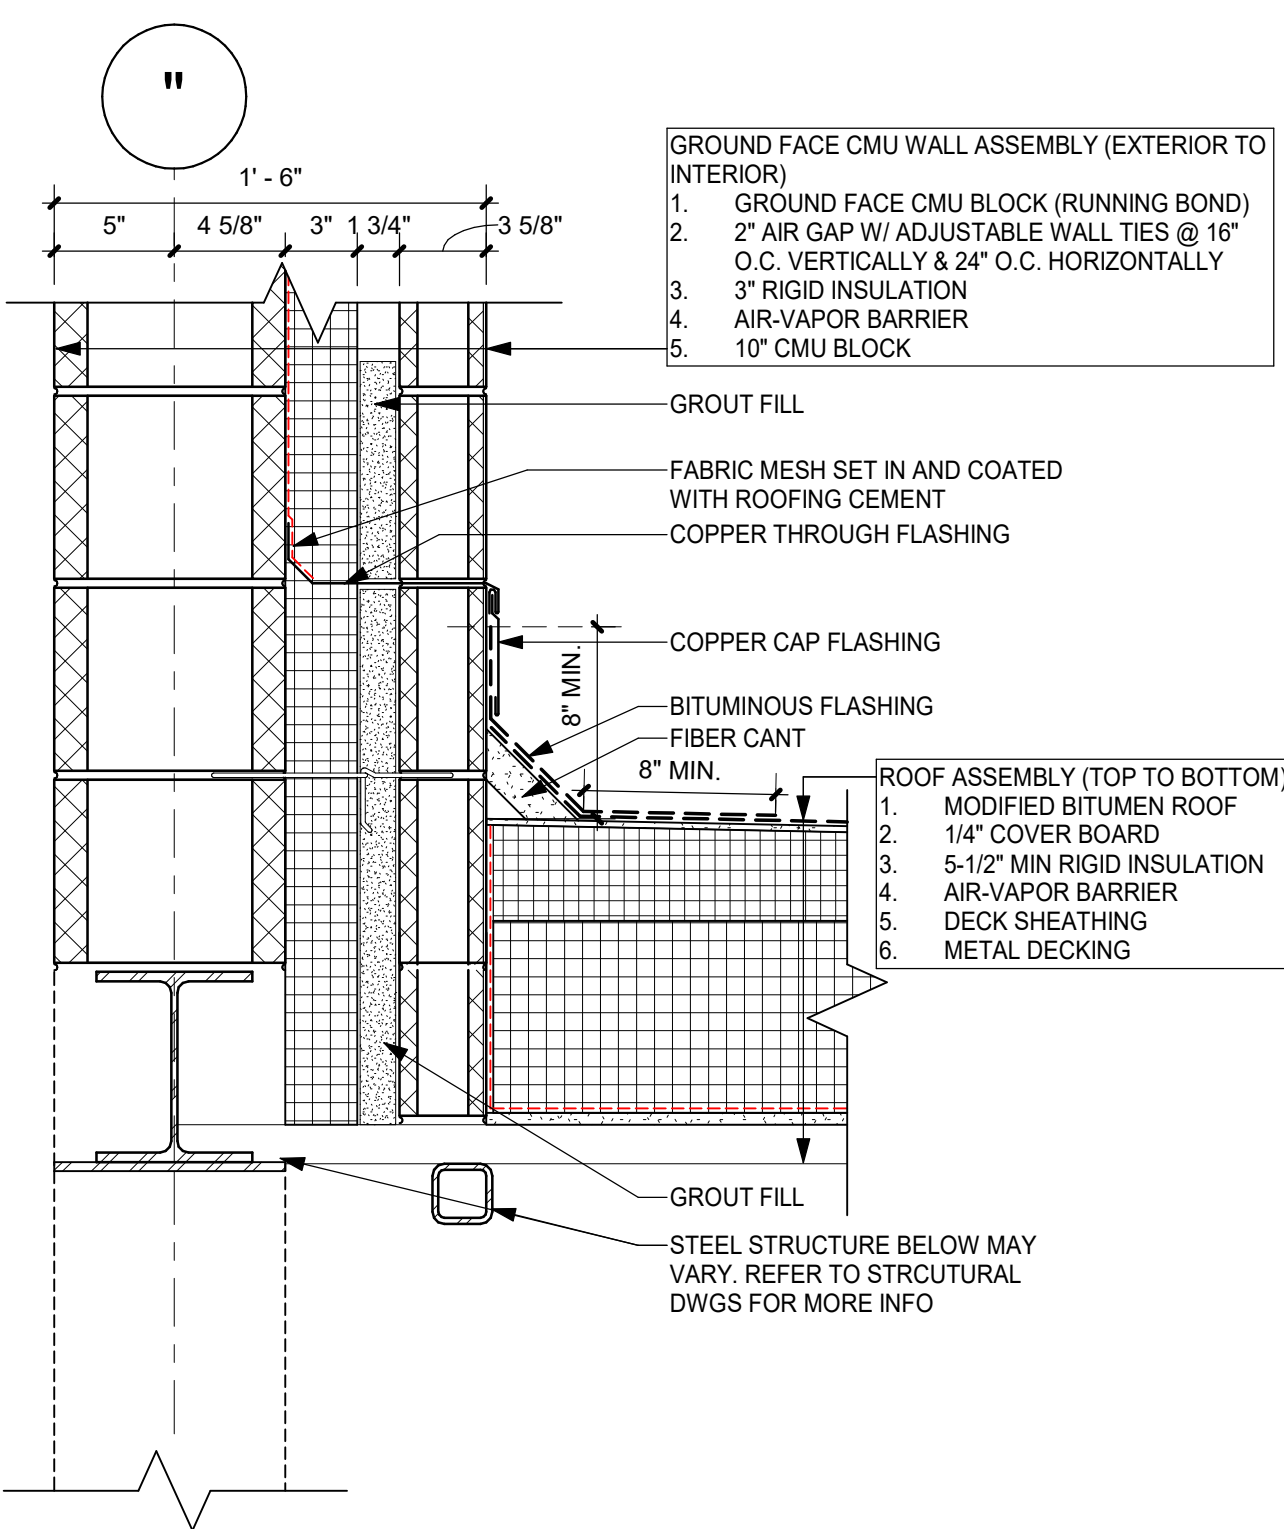 "
1' - 6"
5"
4 5/8"
3"
1 3/4"
3 5/8"
GROUND FACE CMU WALL ASSEMBLY (EXTERIOR TO
INTERIOR)
1. GROUND FACE CMU BLOCK (RUNNING BOND)
2. 2" AIR GAP W/ ADJUSTABLE WALL TIES @ 16"
O.C. VERTICALLY & 24" O.C. HORIZONTALLY
3. 3" RIGID INSULATION
4. AIR-VAPOR BARRIER
5. 10" CMU BLOCK
GROUT FILL
FABRIC MESH SET IN AND COATED
WITH ROOFING CEMENT
COPPER THROUGH FLASHING
COPPER CAP FLASHING
8" MIN.
BITUMINOUS FLASHING
FIBER CANT
8" MIN.
ROOF ASSEMBLY (TOP TO BOTTOM)
1. MODIFIED BITUMEN ROOF
2. 1/4" COVER BOARD
3. 5-1/2" MIN RIGID INSULATION
4. AIR-VAPOR BARRIER
5. DECK SHEATHING
6. METAL DECKING
GROUT FILL
STEEL STRUCTURE BELOW MAY
VARY. REFER TO STRCUTURAL
DWGS FOR MORE INFO